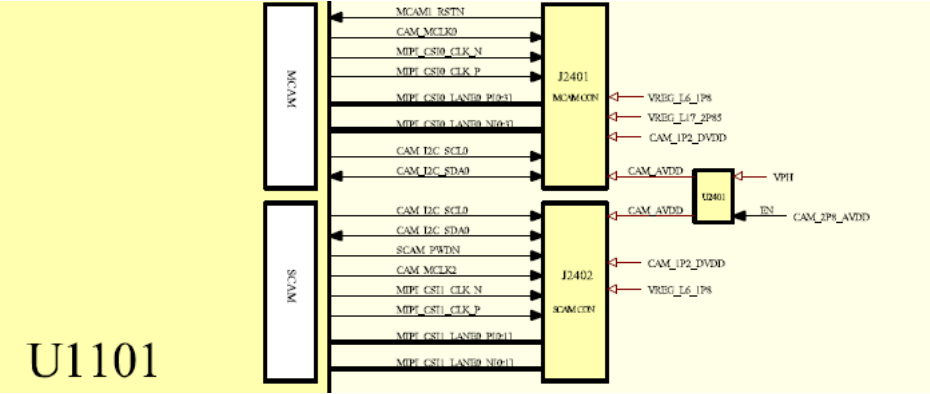 MCAM1_RSTN
CAM_MCLK0
MIPI_CSI0_CLK_N
MIPI_CSI0_CLK_P
MIPI_CSI0_LANE0_P[0:3]
MIPI_CSI0_LANE0_N[0:3]
CAM_I2C_SCL0
CAM_I2C_SDA0
MCAM
J2401
MCAM CON
VREG_L6_1P8
VREG_L17_2P85
CAM_1P2_DVDD
CAM_AVDD
VPH
U2401
CAM_AVDD
EN
CAM_2P8_AVDD
CAM_I2C_SCL0
CAM_I2C_SDA0
SCAM_PWDN
CAM_MCLK2
MIPI_CSI1_CLK_N
MIPI_CSI1_CLK_P
MIPI_CSI1_LANE0_P[0:1]
MIPI_CSI1_LANE0_N[0:1]
SCAM
J2402
SCAM CON
CAM_1P2_DVDD
VREG_L6_1P8
U1101